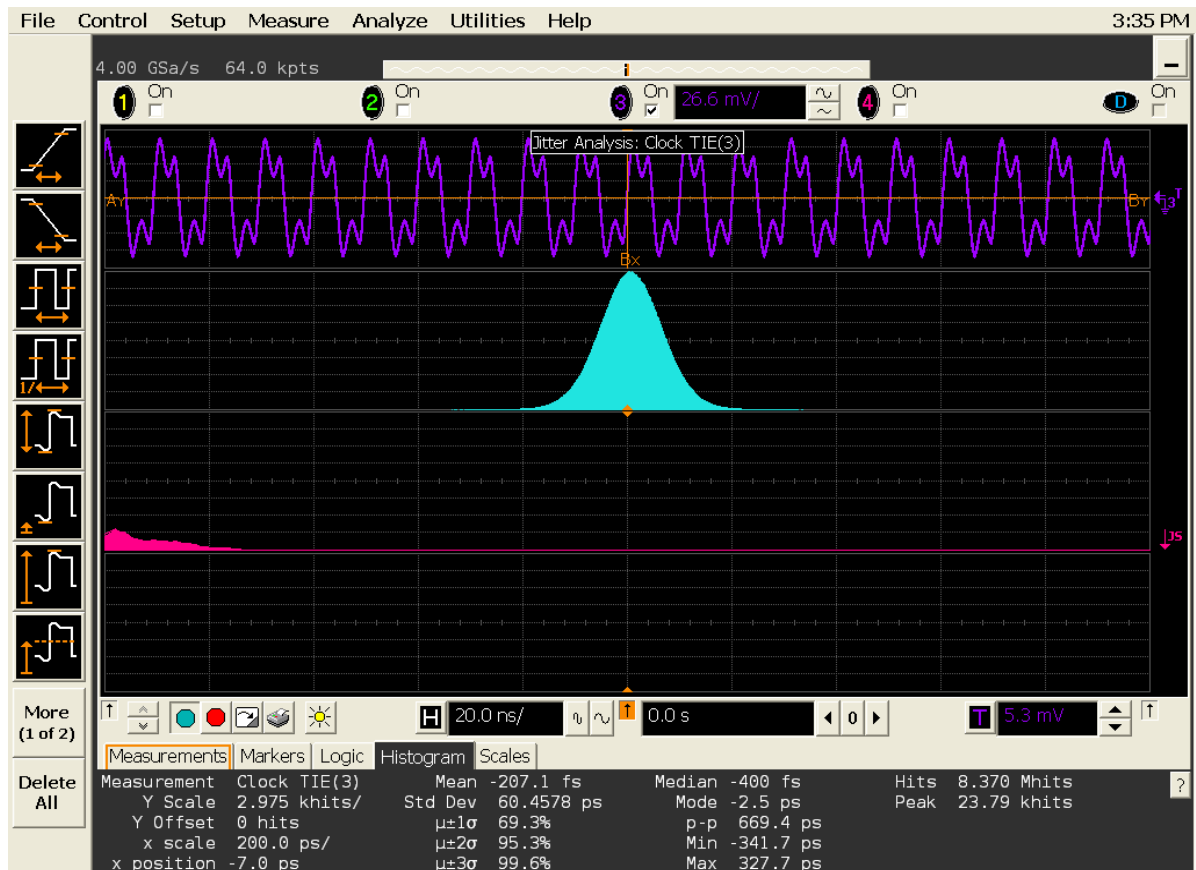 File Control Setup Measure Analyze Utilities Help 3:35 PM
4.00 GSa/s 64.0 kpts
1 On 2 On 3 On 26.6 mV/ 4 On D On
Jitter Analysis: Clock TIE(3)
AY BY 3 T
Bx
1/
JS
More
(1 of 2)
Delete
All
H 20.0 ns/ 0.0 s 0 T 5.3 mV
Measurements Markers Logic Histogram Scales
Measurement Clock TIE(3) Mean -207.1 fs Median -400 fs Hits 8.370 Mhits ?
Y Scale 2.975 khits/ Std Dev 60.4578 ps Mode -2.5 ps Peak 23.79 khits
Y Offset 0 hits µ±1σ 69.3% p-p 669.4 ps
x scale 200.0 ps/ µ±2σ 95.3% Min -341.7 ps
x position -7.0 ps µ±3σ 99.6% Max 327.7 ps